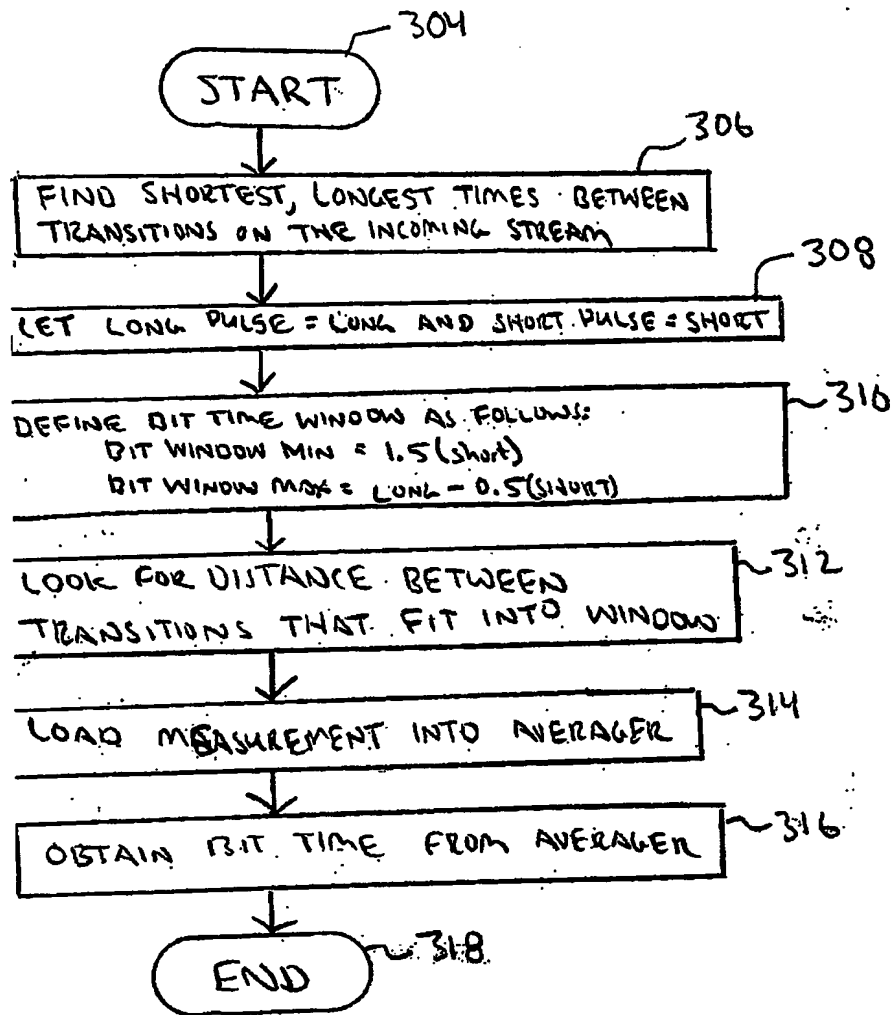 304
START
306
FIND SHORTEST, LONGEST TIMES BETWEEN
TRANSITIONS ON THE INCOMING STREAM
308
LET LONG PULSE = LONG AND SHORT PULSE = SHORT
310
DEFINE BIT TIME WINDOW AS FOLLOWS:
BIT WINDOW MIN = 1.5(short)
BIT WINDOW MAX = LONG - 0.5(SHORT)
312
LOOK FOR DISTANCE BETWEEN
TRANSITIONS THAT FIT INTO WINDOW
314
LOAD MEASUREMENT INTO AVERAGER
316
OBTAIN BIT TIME FROM AVERAGER
318
END